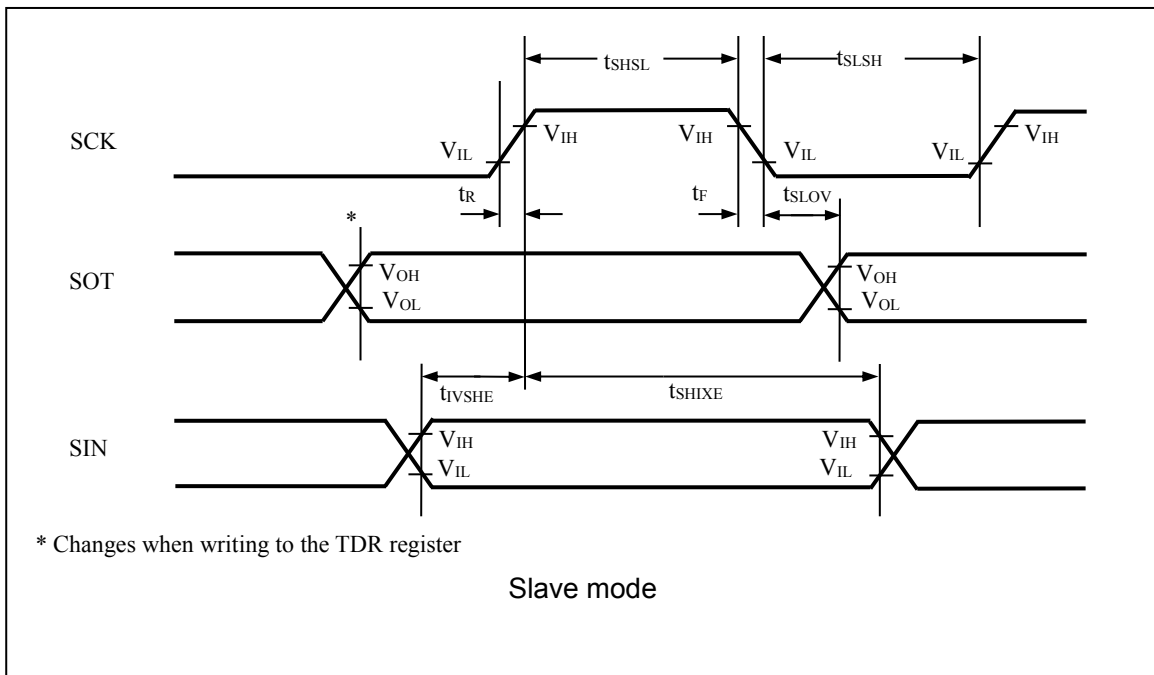 tSHSL
tSLSH
SCK
VIH
VIH
VIH
VIL
VIL
VIL
tR
tF
tSLOV
*
SOT
VOH
VOH
VOL
VOL
tIVSHE
tSHIXE
SIN
VIH
VIH
VIL
VIL
* Changes when writing to the TDR register
Slave mode